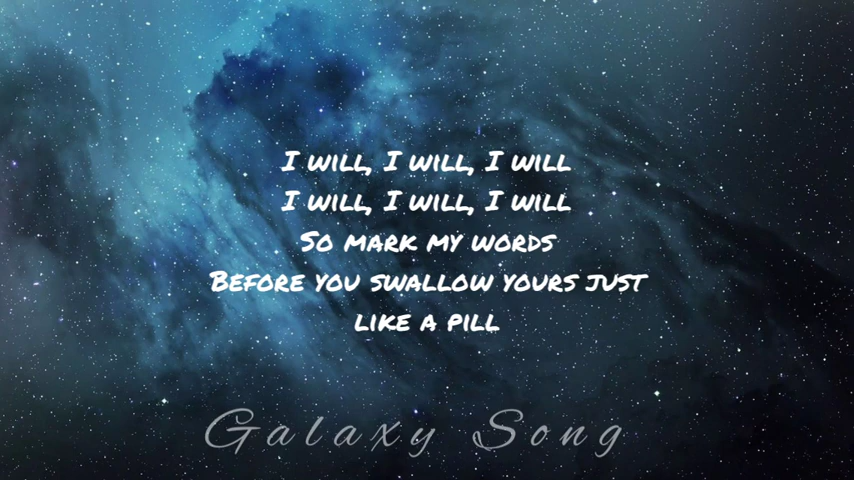 I WILL, I WILL, I WILL
I WILL, I WILL, I WILL
SO MARK MY WORDS
BEFORE YOU SWALLOW YOURS JUST
LIKE A PILL
Galaxy Song